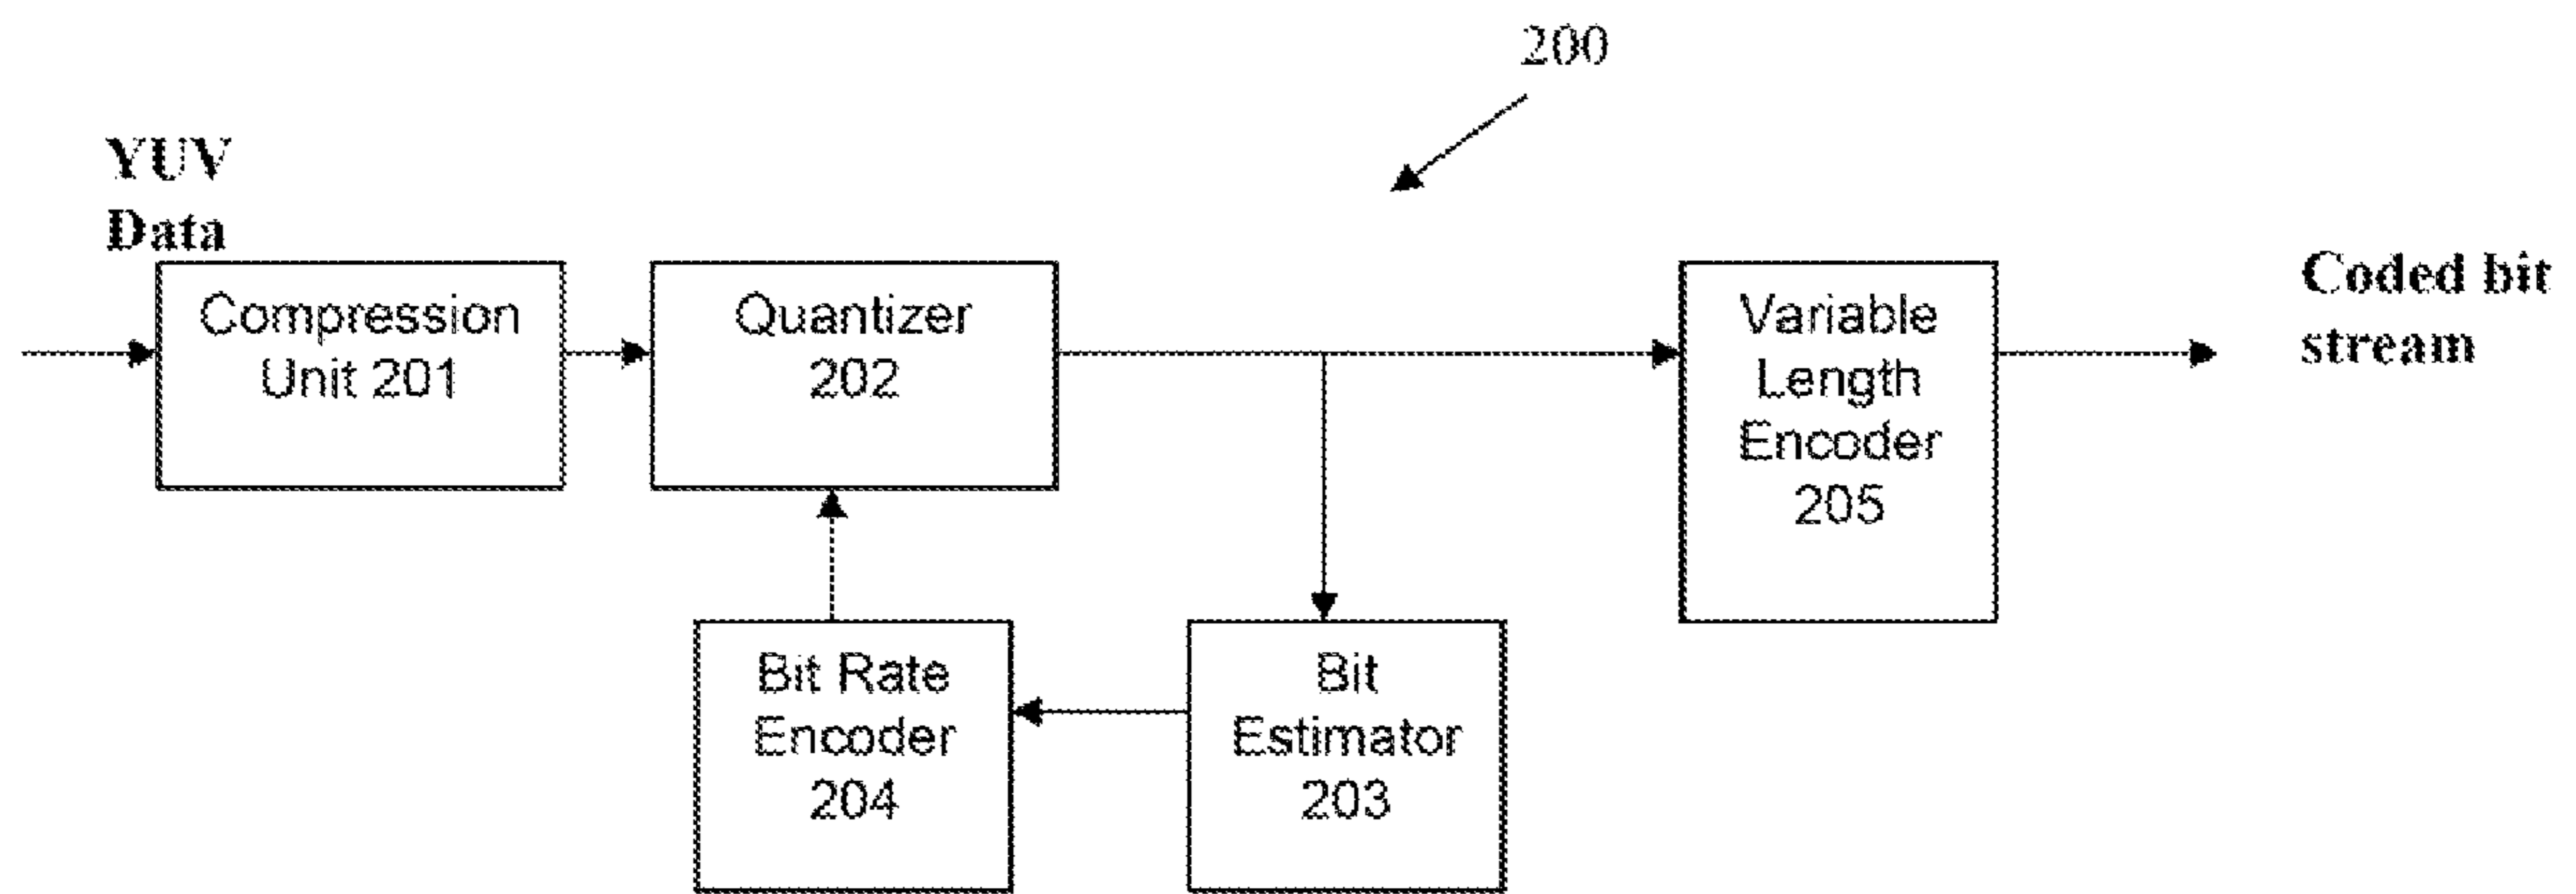 200
YUV
Data
Compression
Unit 201
Quantizer
202
Variable
Length
Encoder
205
Coded bit
stream
Bit Rate
Encoder
204
Bit
Estimator
203